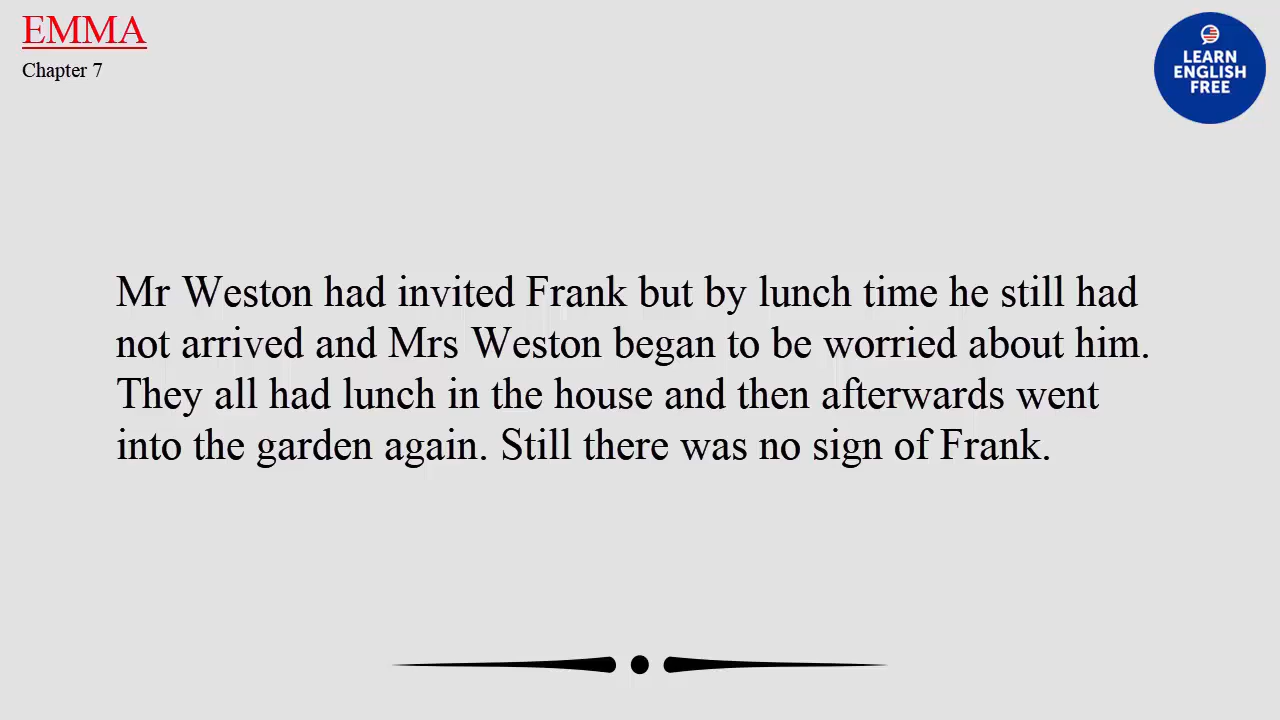 EMMA
Chapter 7
LEARN
ENGLISH
FREE
Mr Weston had invited Frank but by lunch time he still had
not arrived and Mrs Weston began to be worried about him.
They all had lunch in the house and then afterwards went
into the garden again. Still there was no sign of Frank.